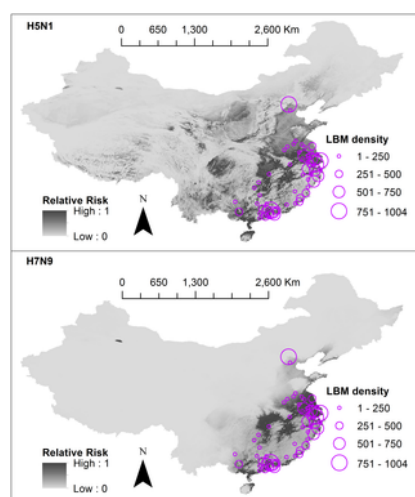 H5N1
0 650 1,300 2,600 Km
LBM density
1 - 250
251 - 500
501 - 750
751 - 1004
Relative Risk
High : 1
Low : 0
N
H7N9
0 650 1,300 2,600 Km
LBM density
1 - 250
251 - 500
501 - 750
751 - 1004
Relative Risk
High : 1
Low : 0
N